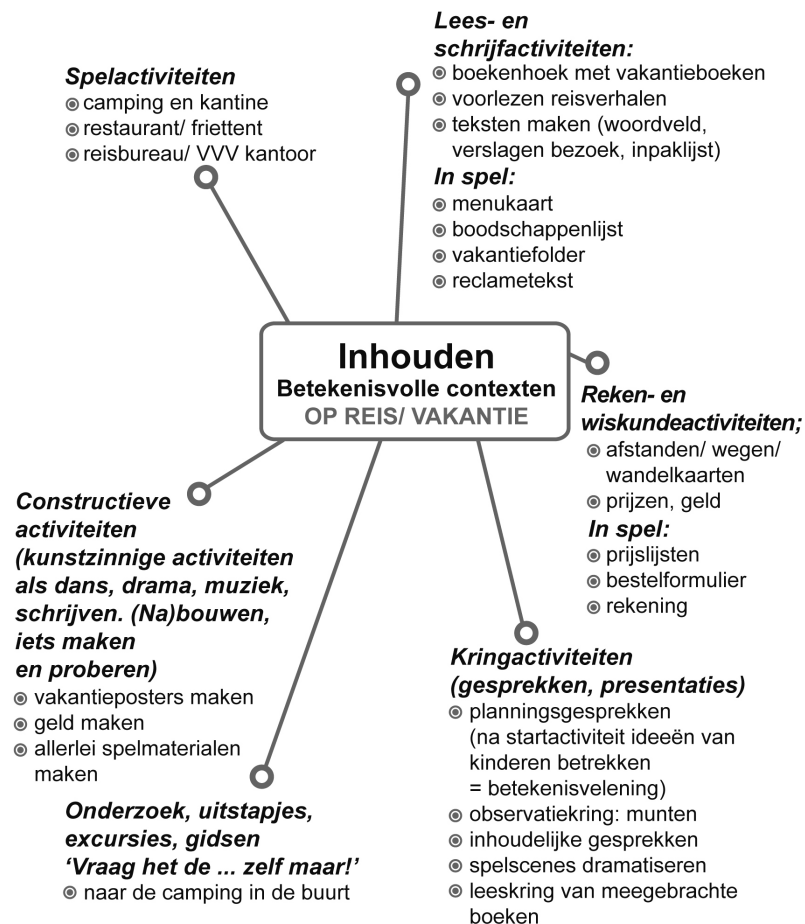 Spelactiviteiten
camping en kantine
restaurant/ friettent
reisbureau/ VVV kantoor
Lees- en
schrijfactiviteiten:
boekenhoek met vakantieboeken
voorlezen reisverhalen
teksten maken (woordveld,
verslagen bezoek, inpaklijst)
In spel:
menukaart
boodschappenlijst
vakantiefolder
reclametekst
Inhouden
Betekenisvolle contexten
OP REIS/ VAKANTIE
Reken- en
wiskundeactiviteiten;
afstanden/ wegen/
wandelkaarten
prijzen, geld
In spel:
prijslijsten
bestelformulier
rekening
Constructieve
activiteiten
(kunstzinnige activiteiten
als dans, drama, muziek,
schrijven. (Na)bouwen,
iets maken
en proberen)
vakantieposters maken
geld maken
allerlei spelmaterialen
maken
Onderzoek, uitstapjes,
excursies, gidsen
‘Vraag het de ... zelf maar!’
naar de camping in de buurt
Kringactiviteiten
(gesprekken, presentaties)
planningsgesprekken
(na startactiviteit ideeën van
kinderen betrekken
= betekenisvelening)
observatiekring: munten
inhoudelijke gesprekken
spelscenes dramatiseren
leeskring van meegebrachte
boeken